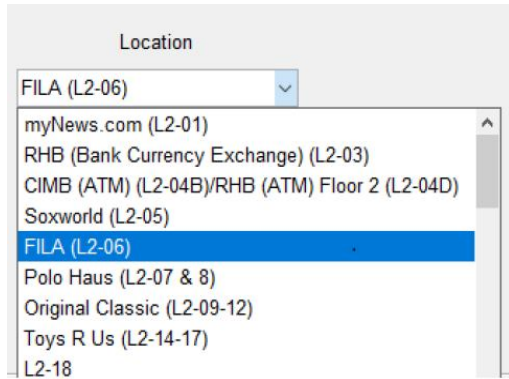 Location
FILA (L2-06)
myNews.com (L2-01)
RHB (Bank Currency Exchange) (L2-03)
CIMB (ATM) (L2-04B)/RHB (ATM) Floor 2 (L2-04D)
Soxworld (L2-05)
FILA (L2-06)
Polo Haus (L2-07 & 8)
Original Classic (L2-09-12)
Toys R Us (L2-14-17)
L2-18